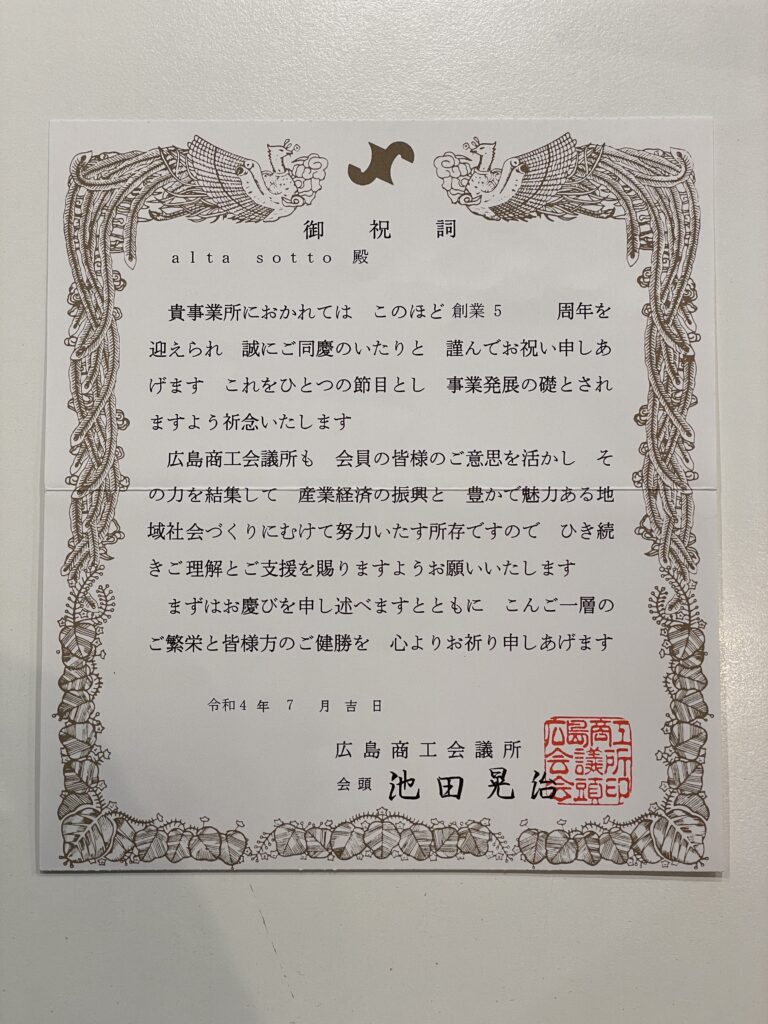 御 祝 詞
alta sotto 殿
貴事業所におかれては このほど 創業 5 周年を
迎えられ 誠にご同慶のいたりと 謹んでお祝い申しあ
げます これをひとつの節目とし 事業発展の礎とされ
ますよう祈念いたします
広島商工会議所も 会員の皆様のご意思を活かし そ
の力を結集して 産業経済の振興と 豊かで魅力ある地
域社会づくりにむけて努力いたす所存ですので ひき続
きご理解とご支援を賜りますようお願いいたします
まずはお慶びを申し述べますとともに こんご一層の
ご繁栄と皆様方のご健勝を 心よりお祈り申しあげます
令和4年 7 月吉日
広島商工会議所
会頭 池田晃治
広島商工
会議所
会頭印